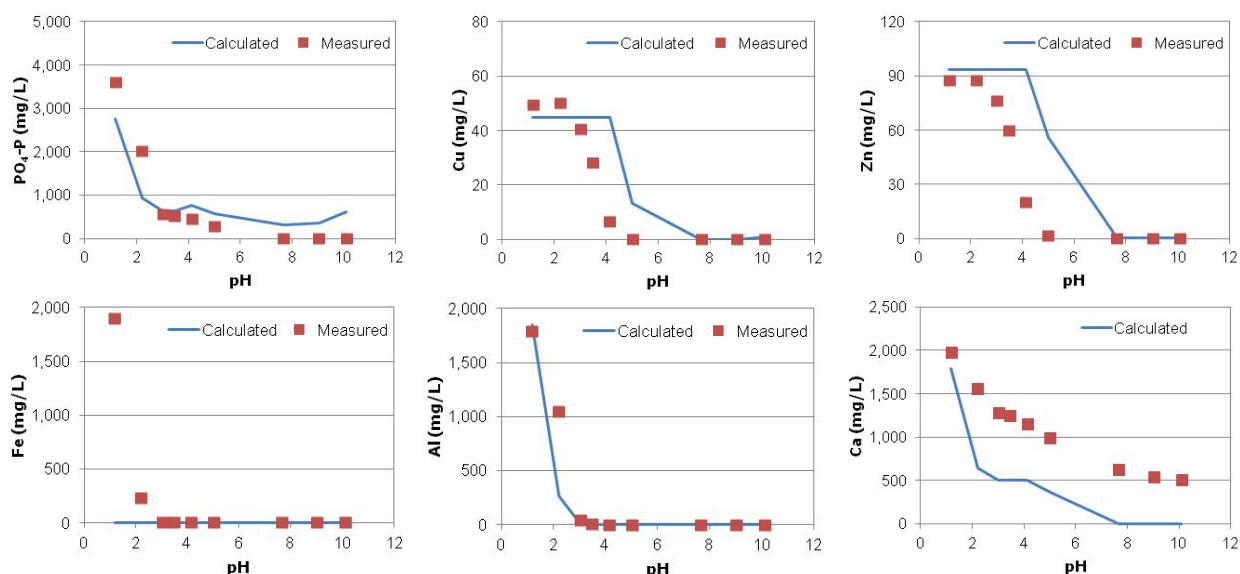 5,000
4,000
3,000
2,000
1,000
0
PO₄-P (mg/L)
Calculated
Measured
0 2 4 6 8 10 12
pH
80
60
40
20
0
Cu (mg/L)
Calculated
Measured
0 2 4 6 8 10 12
pH
120
90
60
30
0
Zn (mg/L)
Calculated
Measured
0 2 4 6 8 10 12
pH
2,000
1,500
1,000
500
0
Fe (mg/L)
Calculated
Measured
0 2 4 6 8 10 12
pH
2,000
1,500
1,000
500
0
Al (mg/L)
Calculated
Measured
0 2 4 6 8 10 12
pH
2,500
2,000
1,500
1,000
500
0
Ca (mg/L)
Calculated
0 2 4 6 8 10 12
pH